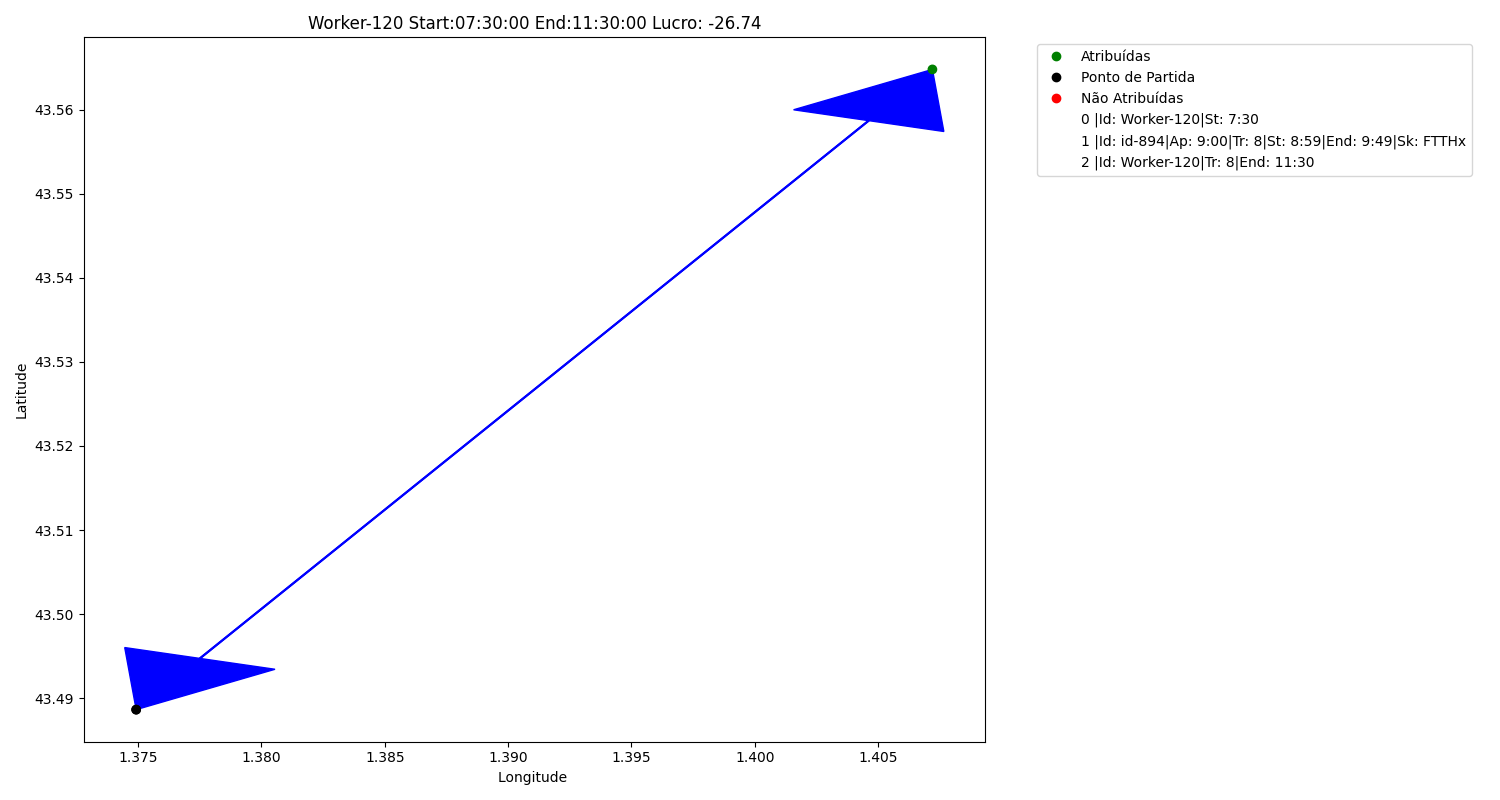 Worker-120 Start:07:30:00 End:11:30:00 Lucro: -26.74
Atribuídas
Ponto de Partida
Não Atribuídas
0 |Id: Worker-120|St: 7:30
1 |Id: id-894|Ap: 9:00|Tr: 8|St: 8:59|End: 9:49|Sk: FTTHx
2 |Id: Worker-120|Tr: 8|End: 11:30
43.56
43.55
43.54
43.53
43.52
43.51
43.50
43.49
Latitude
1.375
1.380
1.385
1.390
1.395
1.400
1.405
Longitude